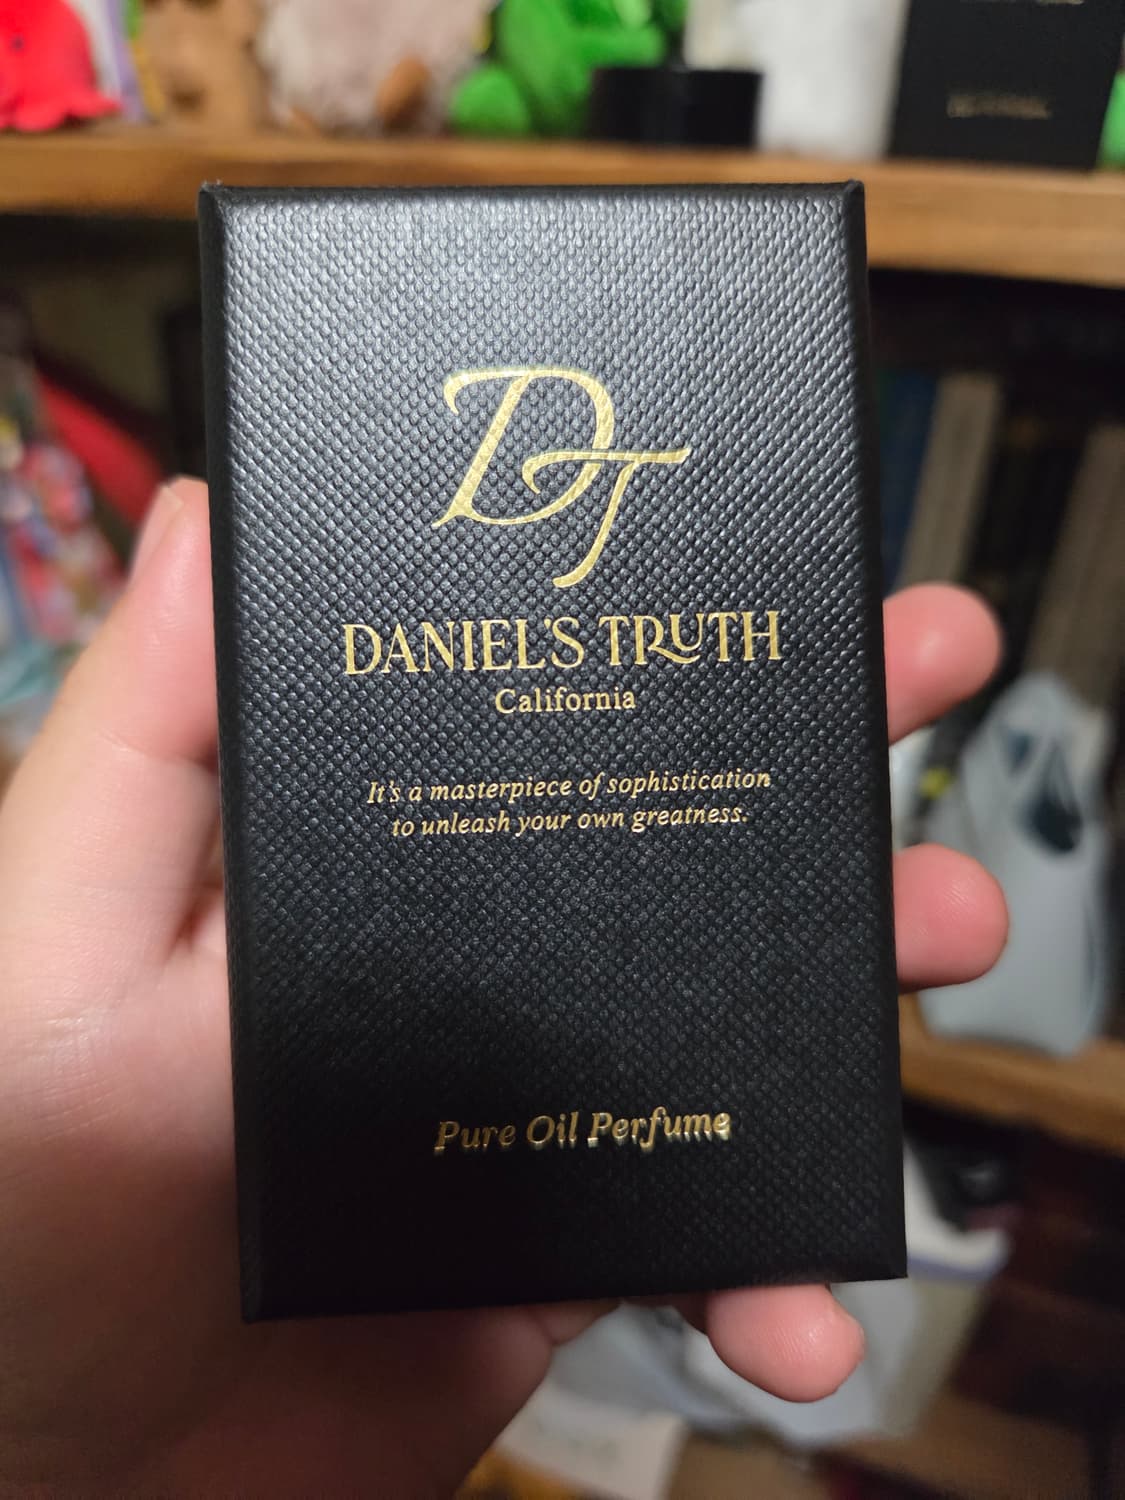 DT
DANIEL'S TRUTH
California
It's a masterpiece of sophistication
to unleash your own greatness.
Pure Oil Perfume